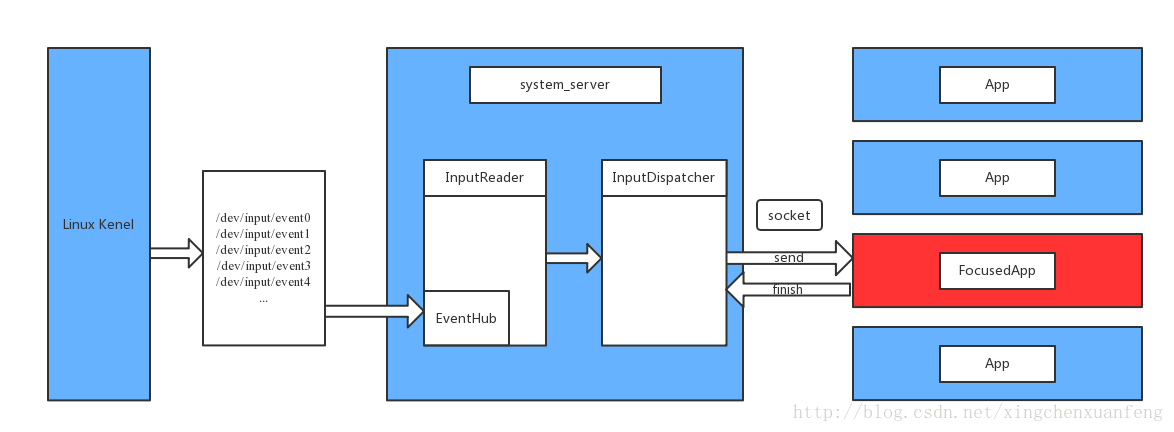 Linux Kenel
/dev/input/event0
/dev/input/event1
/dev/input/event2
/dev/input/event3
/dev/input/event4
...
system_server
InputReader
EventHub
InputDispatcher
socket
send
finish
App
App
FocusedApp
App
http://blog.csdn.net/xingchenxuanfeng